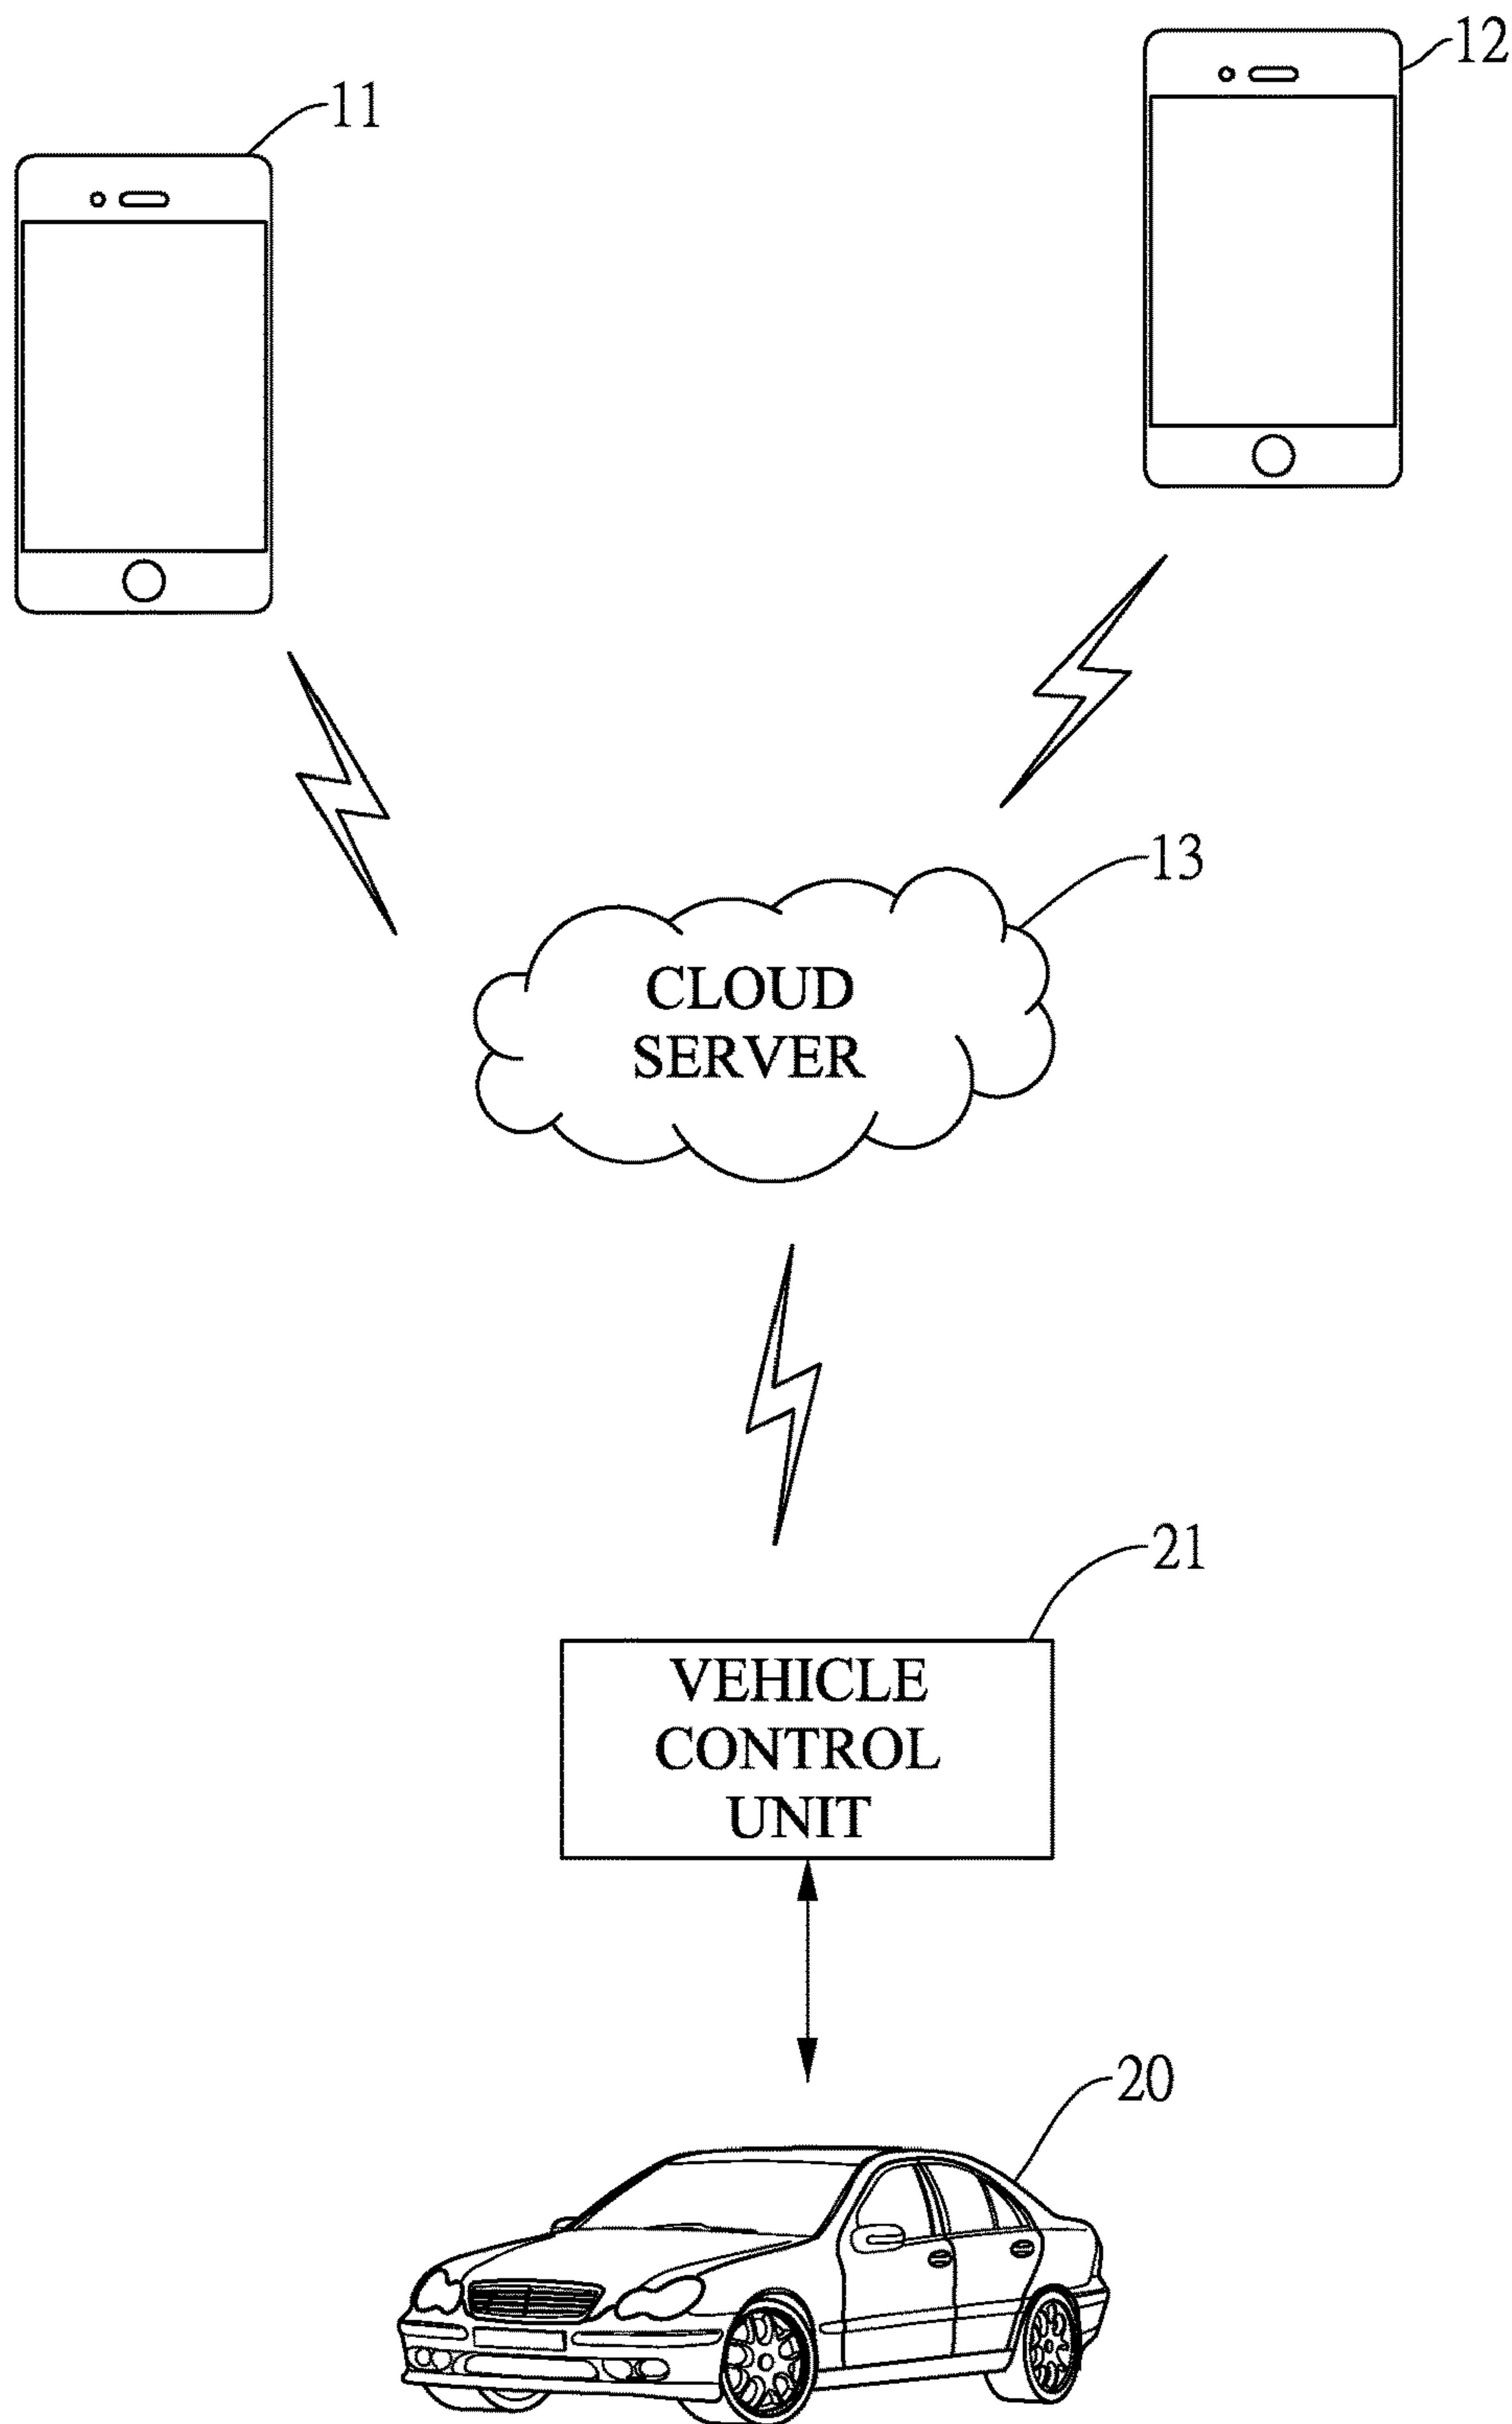 12
11
13
CLOUD
SERVER
21
VEHICLE
CONTROL
UNIT
20